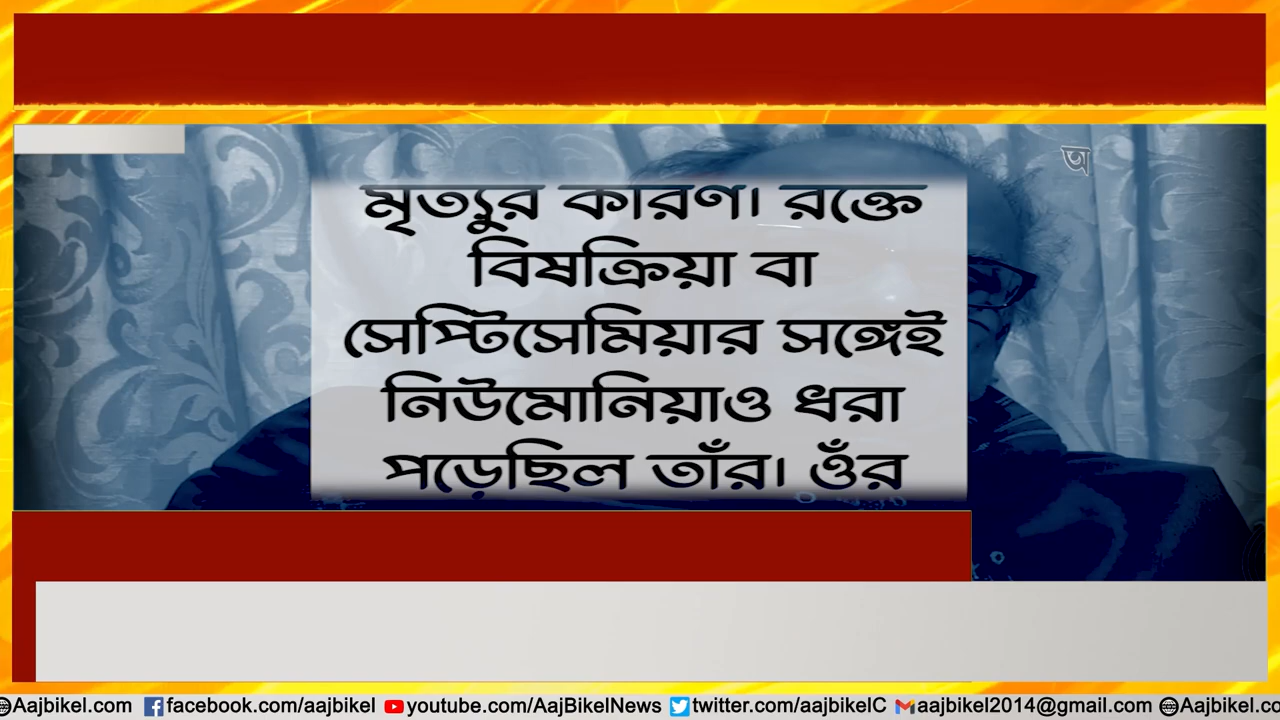 অ
মৃত্যুর কারণ। রক্তে
বিষক্রিয়া বা
সেপ্টিসেমিয়ার সঙ্গেই
নিউমোনিয়াও ধরা
পড়েছিল তাঁর। ওঁর
Aajbikel.com facebook.com/aajbikel youtube.com/AajBikelNews twitter.com/aajbikelC aajbikel2014@gmail.com Aajbikel.co